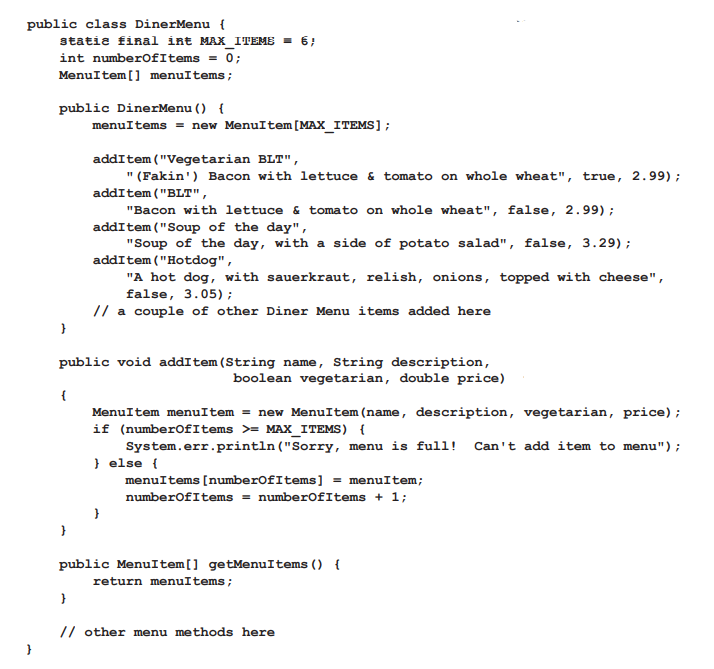 public class DinerMenu {
    static final int MAX_ITEMS = 6;
    int numberOfItems = 0;
    MenuItem[] menuItems;

    public DinerMenu() {
        menuItems = new MenuItem[MAX_ITEMS];

        addItem("Vegetarian BLT",
            "(Fakin') Bacon with lettuce & tomato on whole wheat", true, 2.99);
        addItem("BLT",
            "Bacon with lettuce & tomato on whole wheat", false, 2.99);
        addItem("Soup of the day",
            "Soup of the day, with a side of potato salad", false, 3.29);
        addItem("Hotdog",
            "A hot dog, with sauerkraut, relish, onions, topped with cheese",
            false, 3.05);
        // a couple of other Diner Menu items added here
    }

    public void addItem(String name, String description,
                         boolean vegetarian, double price)
    {
        MenuItem menuItem = new MenuItem(name, description, vegetarian, price);
        if (numberOfItems >= MAX_ITEMS) {
            System.err.println("Sorry, menu is full!  Can't add item to menu");
        } else {
            menuItems[numberOfItems] = menuItem;
            numberOfItems = numberOfItems + 1;
        }
    }

    public MenuItem[] getMenuItems() {
        return menuItems;
    }

    // other menu methods here
}